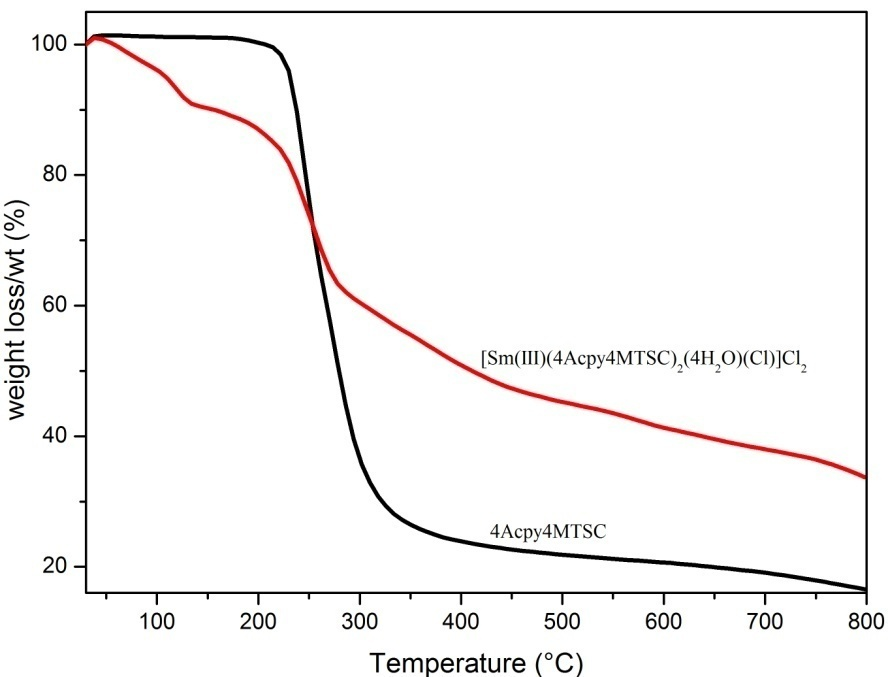 100
80
60
40
20
weight loss/wt (%)
[Sm(III)(4Acpy4MTSC)₂(4H₂O)(Cl)]Cl₂
4Acpy4MTSC
100 200 300 400 500 600 700 800
Temperature (°C)